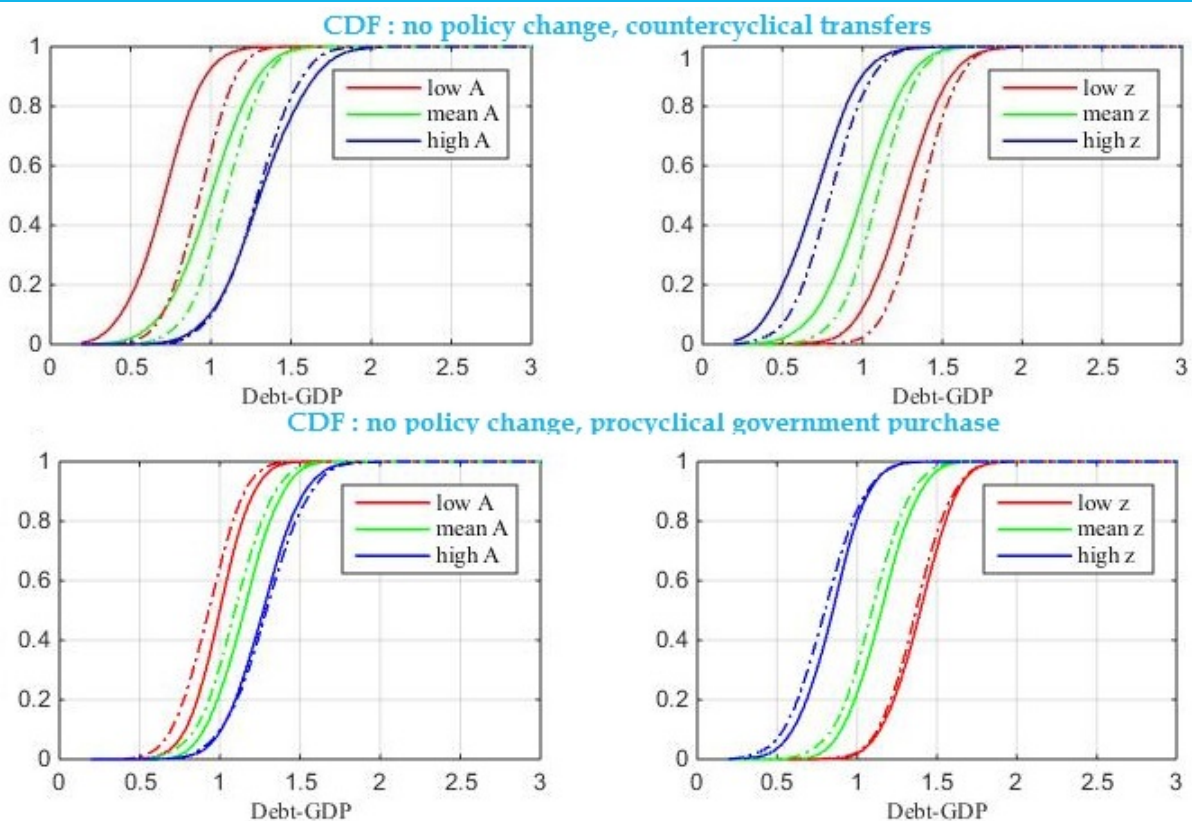 CDF : no policy change, countercyclical transfers
1
0.8
0.6
0.4
0.2
0
low A
mean A
high A
0 0.5 1 1.5 2 2.5 3
Debt-GDP
1
0.8
0.6
0.4
0.2
0
low z
mean z
high z
0 0.5 1 1.5 2 2.5 3
Debt-GDP
CDF : no policy change, procyclical government purchase
1
0.8
0.6
0.4
0.2
0
low A
mean A
high A
0 0.5 1 1.5 2 2.5 3
Debt-GDP
1
0.8
0.6
0.4
0.2
0
low z
mean z
high z
0 0.5 1 1.5 2 2.5 3
Debt-GDP